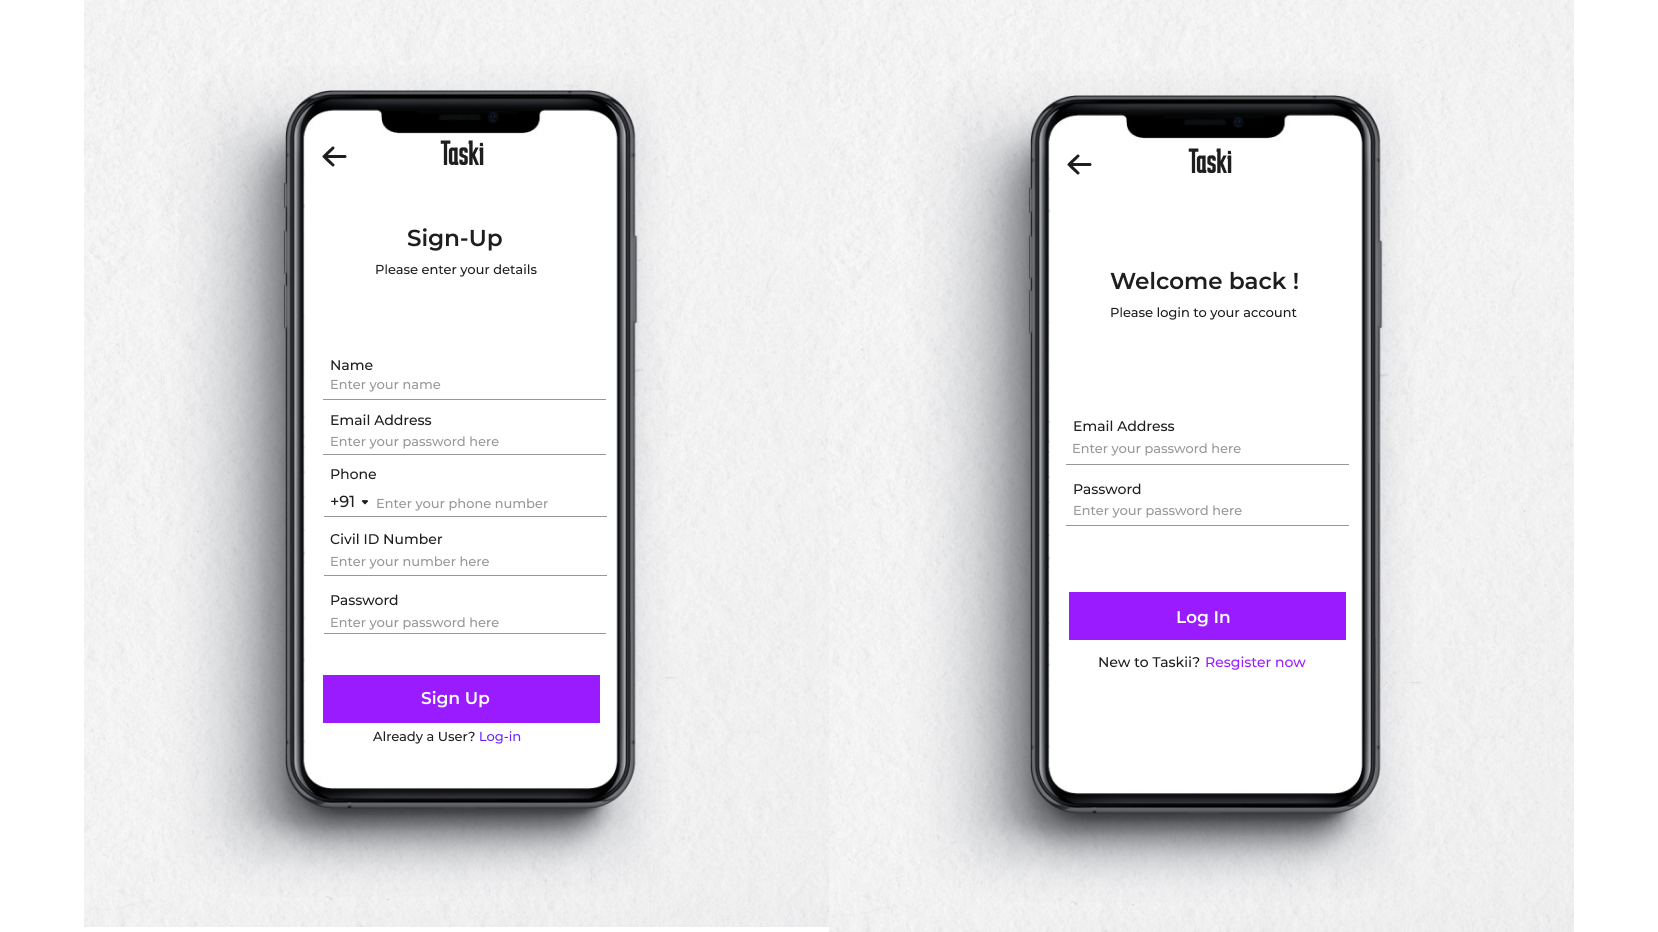 Taski
Sign-Up
Please enter your details
Name
Enter your name
Email Address
Enter your password here
Phone
+91 Enter your phone number
Civil ID Number
Enter your number here
Password
Enter your password here
Sign Up
Already a User? Log-in
Taski
Welcome back !
Please login to your account
Email Address
Enter your password here
Password
Enter your password here
Log In
New to Taskii? Resgister now